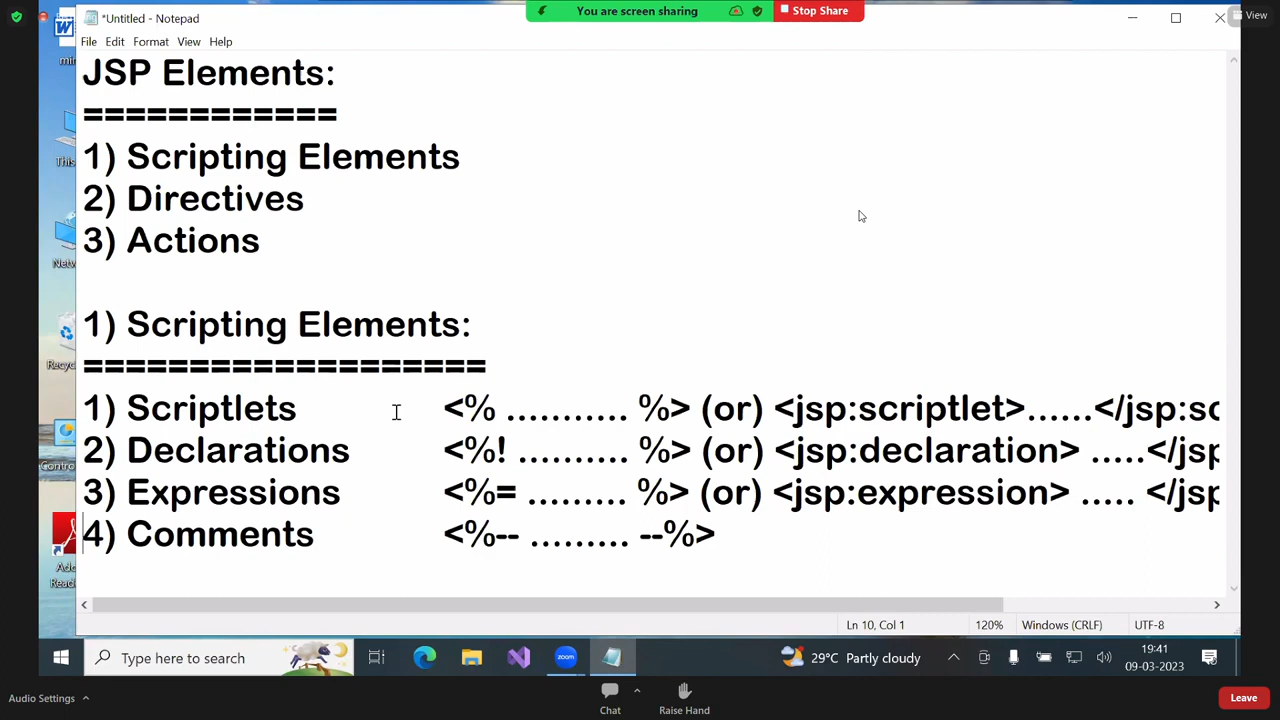 *Untitled - Notepad
You are screen sharing
Stop Share
View
File Edit Format View Help
JSP Elements:
============
1) Scripting Elements
2) Directives
3) Actions
1) Scripting Elements:
===================
1) Scriptlets <% ........... %> (or) <jsp:scriptlet>......</jsp:sc
2) Declarations <%! .......... %> (or) <jsp:declaration> .....</jsp
3) Expressions <%= ......... %> (or) <jsp:expression> ..... </jsp
4) Comments <%-- ......... --%>
Ln 10, Col 1 120% Windows (CRLF) UTF-8
Type here to search
zoom
29°C Partly cloudy
19:41
09-03-2023
Audio Settings
Chat
Raise Hand
Leave